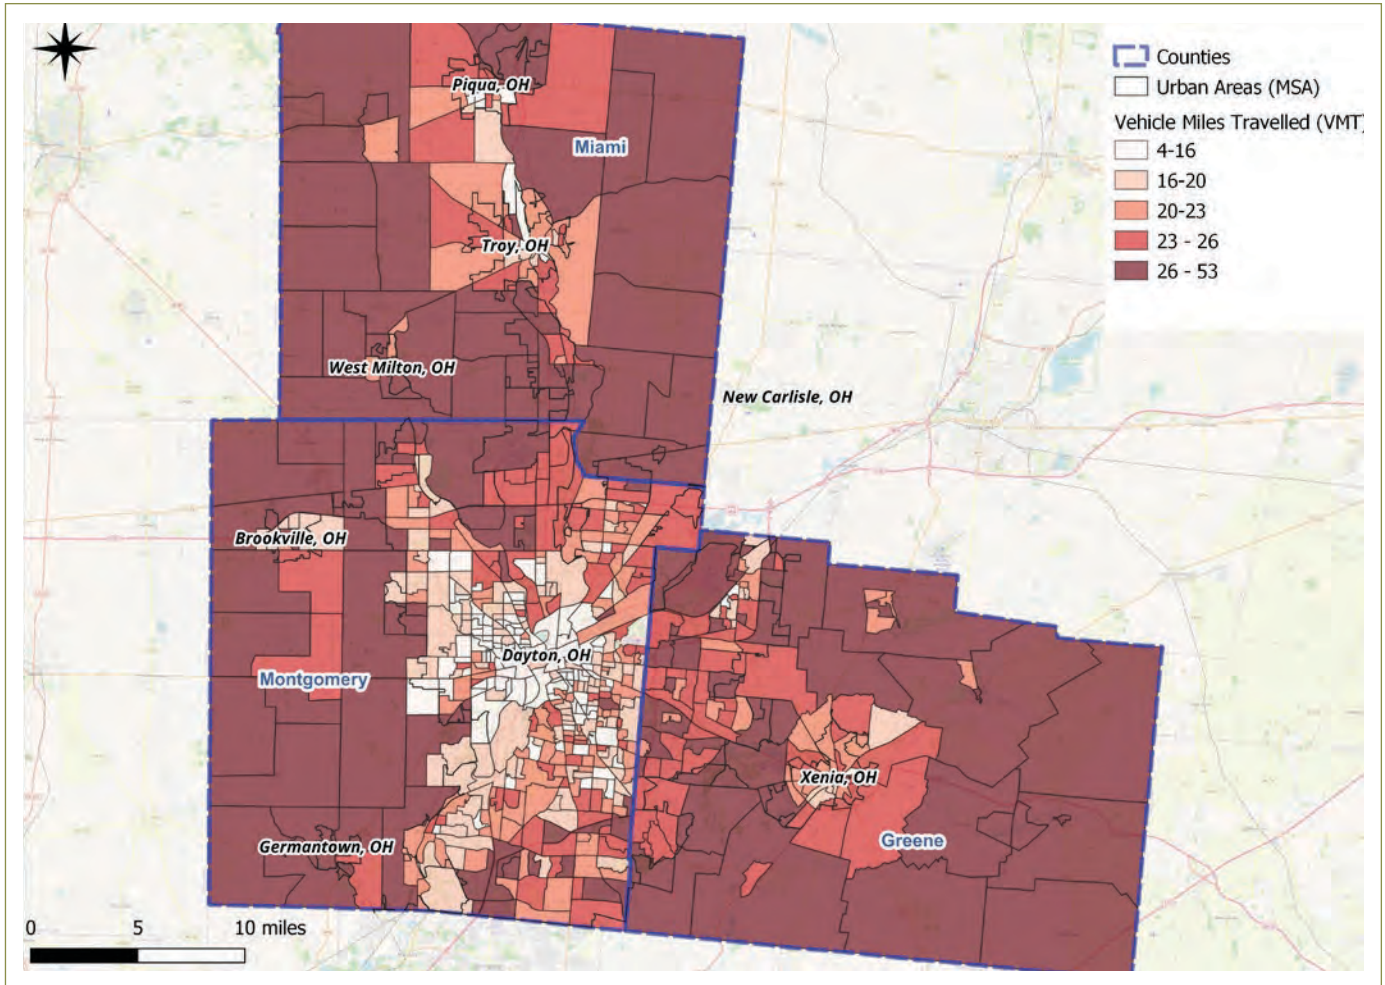 Piqua, OH
Miami
Troy, OH
West Milton, OH
New Carlisle, OH
Brookville, OH
Dayton, OH
Montgomery
Xenia, OH
Greene
Germantown, OH
Counties
Urban Areas (MSA)
Vehicle Miles Travelled (VMT)
4-16
16-20
20-23
23 - 26
26 - 53
0 5 10 miles